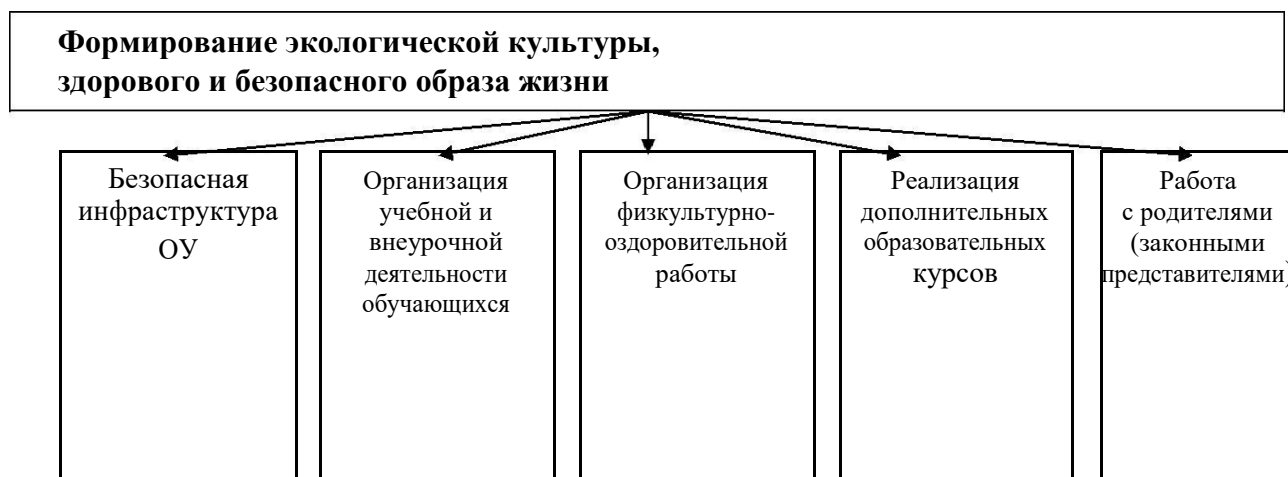 Формирование экологической культуры,
здорового и безопасного образа жизни
Безопасная
инфраструктура
ОУ
Организация
учебной и
внеурочной
деятельности
обучающихся
Организация
физкультурно-
оздоровительной
работы
Реализация
дополнительных
образовательных
курсов
Работа
с родителями
(законными
представителями)